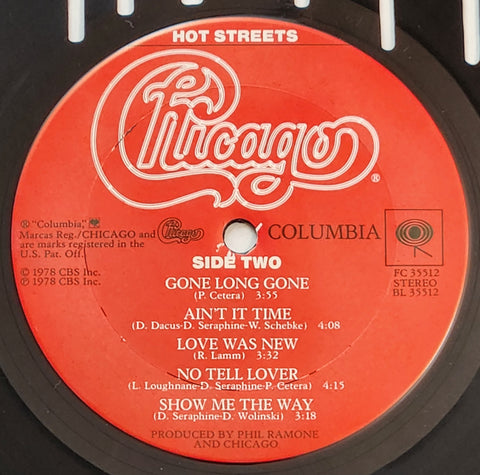 HOT STREETS
Chicago®
® "Columbia,"
Marcas Reg./CHICAGO and Chicago
are marks registered in the
U.S. Pat. Off.
© 1978 CBS Inc.
℗ 1978 CBS Inc.
COLUMBIA
FC 35512
STEREO
BL 35512
SIDE TWO
GONE LONG GONE
(P. Cetera) 3:55
AIN'T IT TIME
(D. Dacus-D. Seraphine-W. Schebke) 4:08
LOVE WAS NEW
(R. Lamm) 3:32
NO TELL LOVER
(L. Loughnane-D. Seraphine-P. Cetera) 4:15
SHOW ME THE WAY
(D. Seraphine-D. Wolinski) 3:18
PRODUCED BY PHIL RAMONE
AND CHICAGO